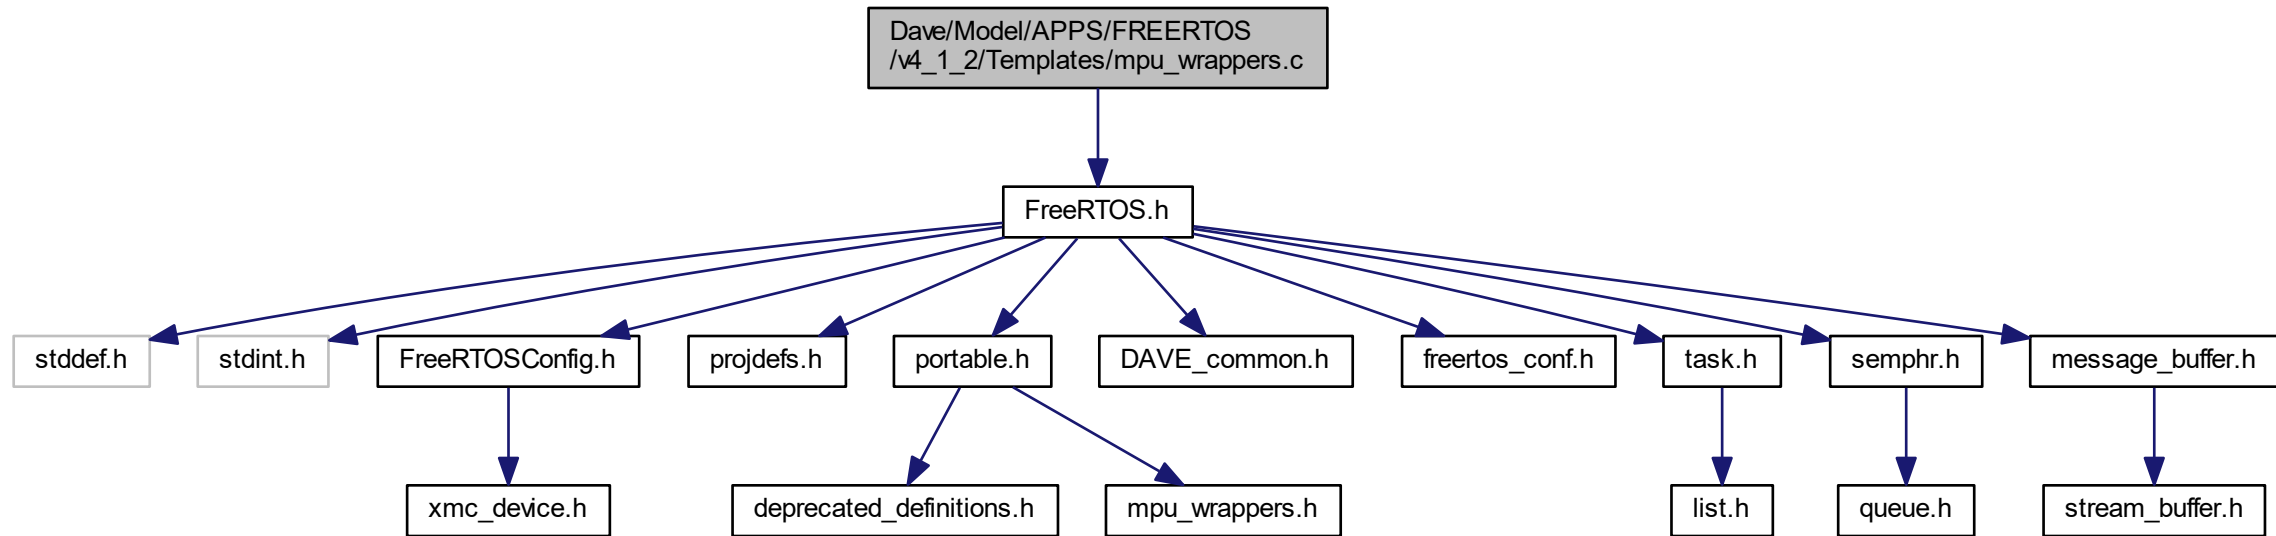 Dave/Model/APPS/FREERTOS
/v4_1_2/Templates/mpu_wrappers.c
FreeRTOS.h
stddef.h
stdint.h
FreeRTOSConfig.h
projdefs.h
portable.h
DAVE_common.h
freertos_conf.h
task.h
semphr.h
message_buffer.h
xmc_device.h
deprecated_definitions.h
mpu_wrappers.h
list.h
queue.h
stream_buffer.h